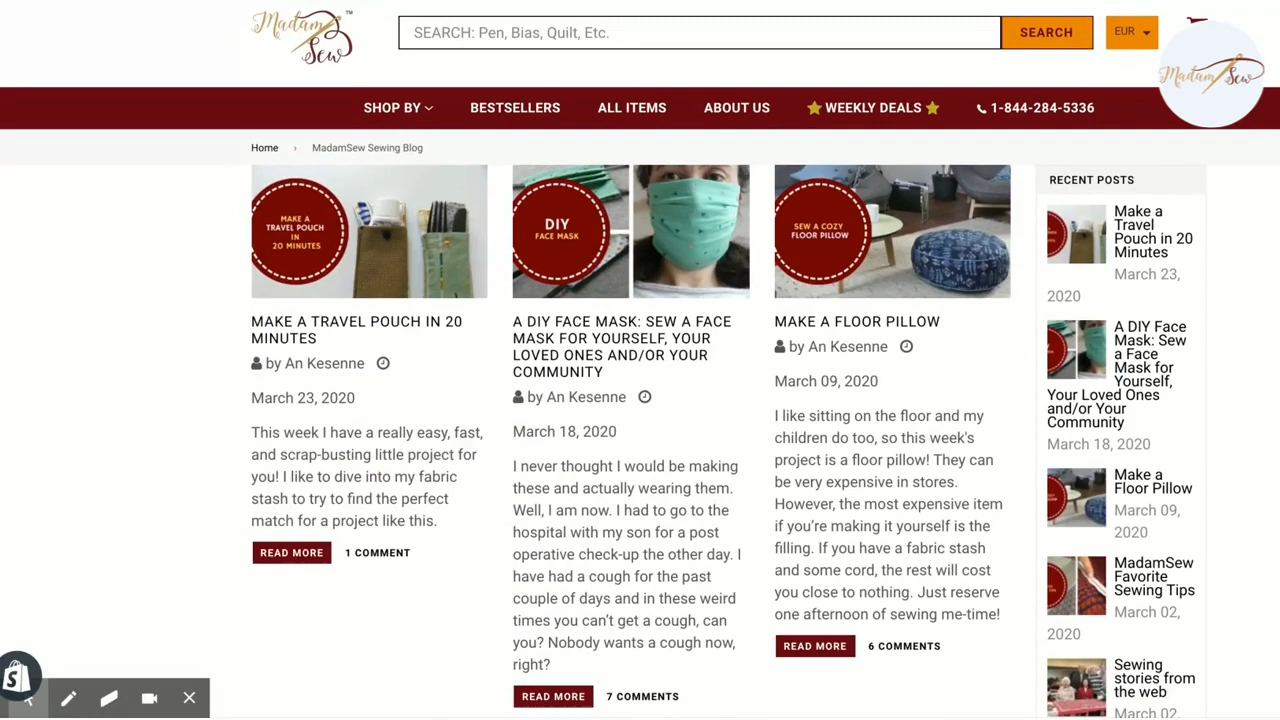 Madam Sew ™
SEARCH: Pen, Bias, Quilt, Etc.
SEARCH
EUR
Madam Sew
SHOP BY
BESTSELLERS
ALL ITEMS
ABOUT US
WEEKLY DEALS
1-844-284-5336
Home › MadamSew Sewing Blog
MAKE A
TRAVEL POUCH
IN
20 MINUTES
MAKE A TRAVEL POUCH IN 20
MINUTES
by An Kesenne
March 23, 2020
This week I have a really easy, fast,
and scrap-busting little project for
you! I like to dive into my fabric
stash to try to find the perfect
match for a project like this.
READ MORE
1 COMMENT
DIY
FACE MASK
A DIY FACE MASK: SEW A FACE
MASK FOR YOURSELF, YOUR
LOVED ONES AND/OR YOUR
COMMUNITY
by An Kesenne
March 18, 2020
I never thought I would be making
these and actually wearing them.
Well, I am now. I had to go to the
hospital with my son for a post
operative check-up the other day. I
have had a cough for the past
couple of days and in these weird
times you can't get a cough, can
you? Nobody wants a cough now,
right?
READ MORE
7 COMMENTS
SEW A COZY
FLOOR PILLOW
MAKE A FLOOR PILLOW
by An Kesenne
March 09, 2020
I like sitting on the floor and my
children do too, so this week's
project is a floor pillow! They can
be very expensive in stores.
However, the most expensive item
if you're making it yourself is the
filling. If you have a fabric stash
and some cord, the rest will cost
you close to nothing. Just reserve
one afternoon of sewing me-time!
READ MORE
6 COMMENTS
RECENT POSTS
Make a
Travel
Pouch in 20
Minutes
March 23,
2020
A DIY Face
Mask: Sew
a Face
Mask for
Yourself,
Your Loved Ones
and/or Your
Community
March 18, 2020
Make a
Floor Pillow
March 09,
2020
MadamSew
Favorite
Sewing Tips
March 02,
2020
Sewing
stories from
the web
March 02,